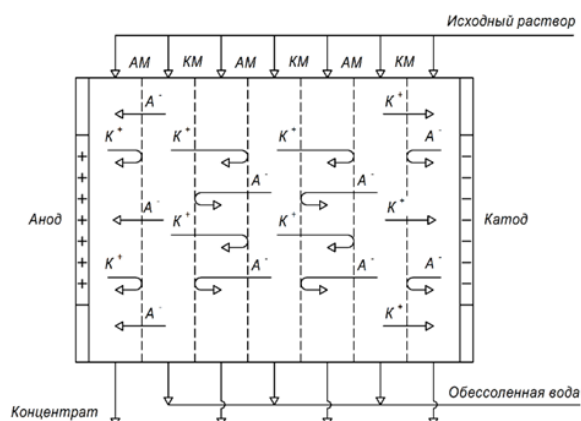 Исходный раствор
АМ КМ АМ КМ АМ КМ
А⁻ К⁺
К⁺ К⁺ К⁺ А⁻
А⁻ А⁻
Анод А⁻ К⁺ К⁺ К⁺ Катод
К⁺ А⁻ А⁻ А⁻
А⁻ К⁺
Обессоленная вода
Концентрат